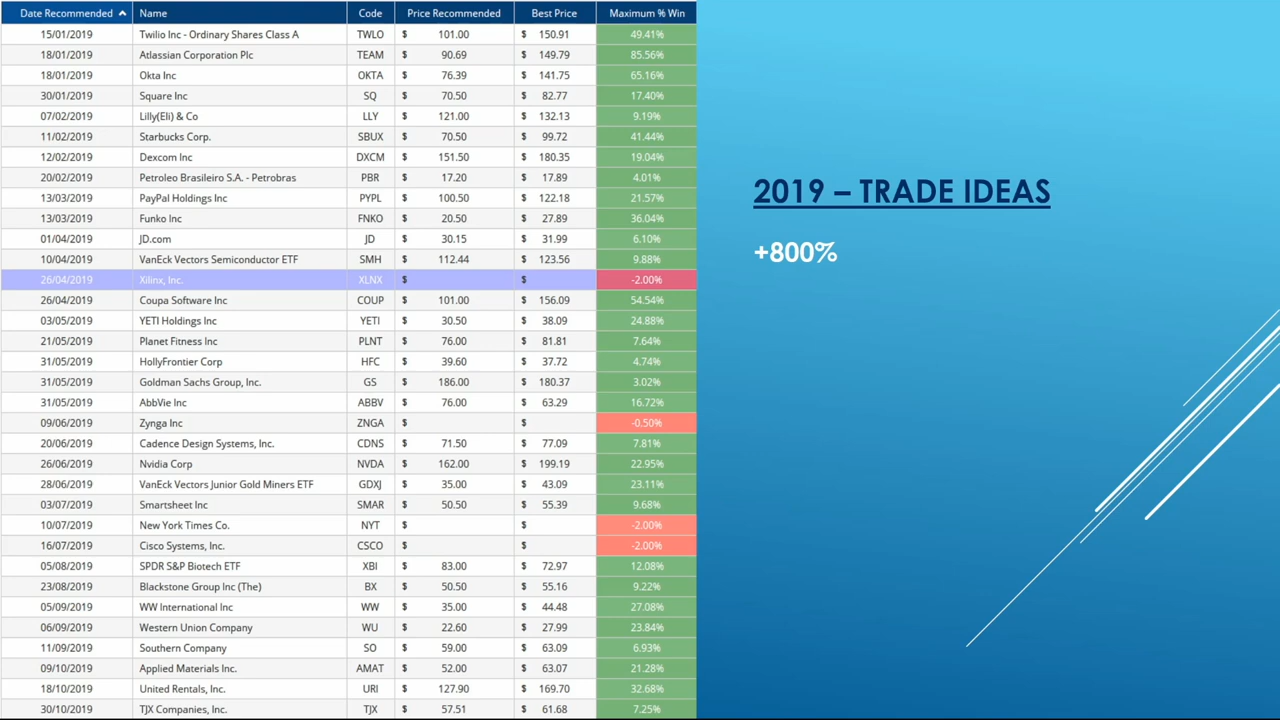 Date Recommended Name Code Price Recommended Best Price Maximum % Win
15/01/2019 Twilio Inc - Ordinary Shares Class A TWLO $ 101.00 $ 150.91 49.41%
18/01/2019 Atlassian Corporation Plc TEAM $ 90.69 $ 149.79 85.56%
18/01/2019 Okta Inc OKTA $ 76.39 $ 141.75 65.16%
30/01/2019 Square Inc SQ $ 70.50 $ 82.77 17.40%
07/02/2019 Lilly(Eli) & Co LLY $ 121.00 $ 132.13 9.19%
11/02/2019 Starbucks Corp. SBUX $ 70.50 $ 99.72 41.44%
12/02/2019 Dexcom Inc DXCM $ 151.50 $ 180.35 19.04%
20/02/2019 Petroleo Brasileiro S.A. - Petrobras PBR $ 17.20 $ 17.89 4.01%
13/03/2019 PayPal Holdings Inc PYPL $ 100.50 $ 122.18 21.57%
13/03/2019 Funko Inc FNKO $ 20.50 $ 27.89 36.04%
01/04/2019 JD.com JD $ 30.15 $ 31.99 6.10%
10/04/2019 VanEck Vectors Semiconductor ETF SMH $ 112.44 $ 123.56 9.88%
26/04/2019 Xilinx, Inc. XLNX $ $ -2.00%
26/04/2019 Coupa Software Inc COUP $ 101.00 $ 156.09 54.54%
03/05/2019 YETI Holdings Inc YETI $ 30.50 $ 38.09 24.88%
21/05/2019 Planet Fitness Inc PLNT $ 76.00 $ 81.81 7.64%
31/05/2019 HollyFrontier Corp HFC $ 39.60 $ 37.72 4.74%
31/05/2019 Goldman Sachs Group, Inc. GS $ 186.00 $ 180.37 3.02%
31/05/2019 AbbVie Inc ABBV $ 76.00 $ 63.29 16.72%
09/06/2019 Zynga Inc ZNGA $ $ -0.50%
20/06/2019 Cadence Design Systems, Inc. CDNS $ 71.50 $ 77.09 7.81%
26/06/2019 Nvidia Corp NVDA $ 162.00 $ 199.19 22.95%
28/06/2019 VanEck Vectors Junior Gold Miners ETF GDXJ $ 35.00 $ 43.09 23.11%
03/07/2019 Smartsheet Inc SMAR $ 50.50 $ 55.39 9.68%
10/07/2019 New York Times Co. NYT $ $ -2.00%
16/07/2019 Cisco Systems, Inc. CSCO $ $ -2.00%
05/08/2019 SPDR S&P Biotech ETF XBI $ 83.00 $ 72.97 12.08%
23/08/2019 Blackstone Group Inc (The) BX $ 50.50 $ 55.16 9.22%
05/09/2019 WW International Inc WW $ 35.00 $ 44.48 27.08%
06/09/2019 Western Union Company WU $ 22.60 $ 27.99 23.84%
11/09/2019 Southern Company SO $ 59.00 $ 63.09 6.93%
09/10/2019 Applied Materials Inc. AMAT $ 52.00 $ 63.07 21.28%
18/10/2019 United Rentals, Inc. URI $ 127.90 $ 169.70 32.68%
30/10/2019 TJX Companies, Inc. TJX $ 57.51 $ 61.68 7.25%
2019 – TRADE IDEAS
+800%